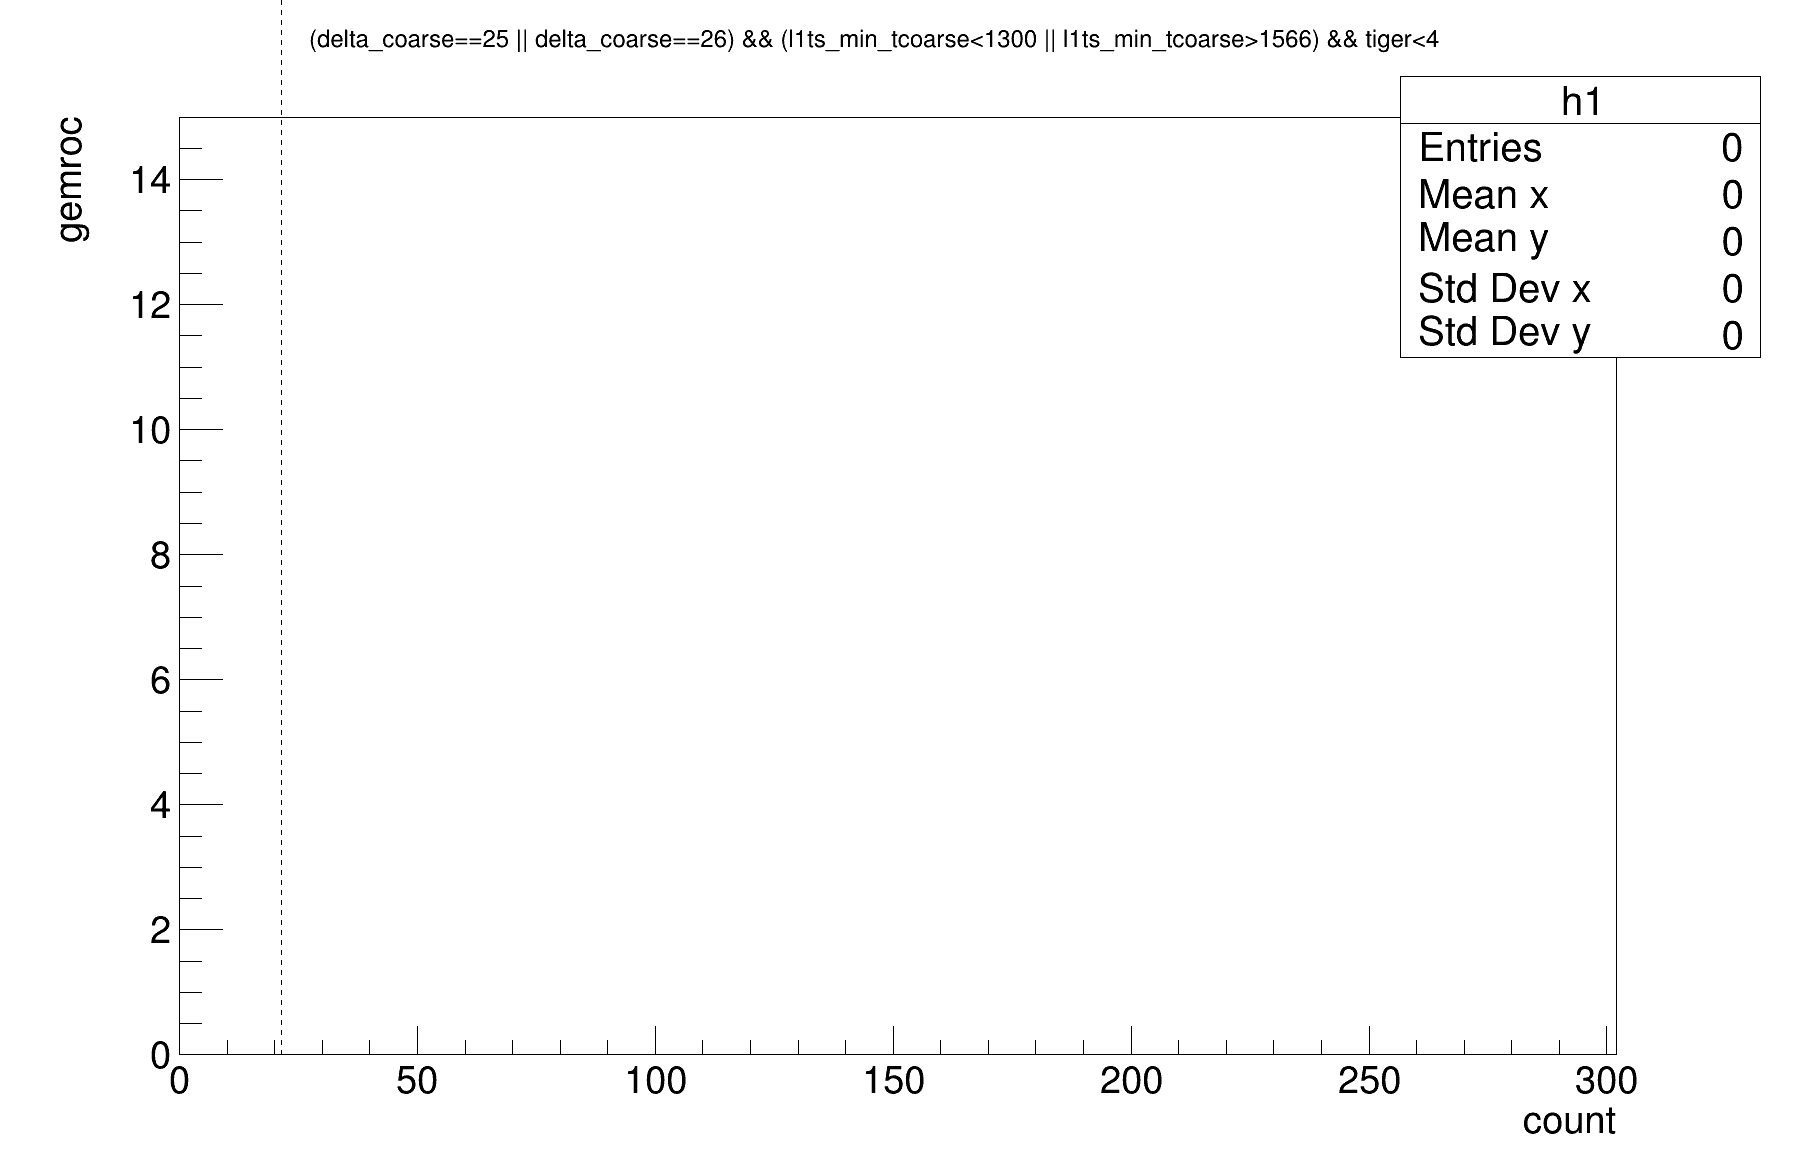 (delta_coarse==25 || delta_coarse==26) && (l1ts_min_tcoarse<1300 || l1ts_min_tcoarse>1566) && tiger<4
h1
Entries 0
Mean x 0
Mean y 0
Std Dev x 0
Std Dev y 0
gemroc
14
12
10
8
6
4
2
0
0 50 100 150 200 250 300
count